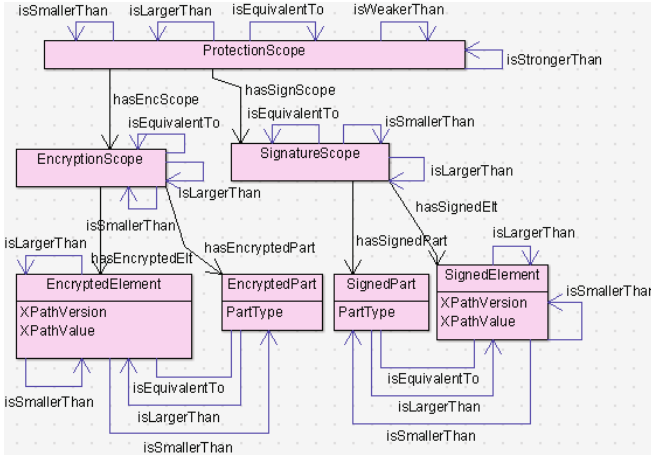 isSmallerThan
isLargerThan
isEquivalentTo
isWeakerThan
ProtectionScope
isStrongerThan
hasEncScope
hasSignScope
isEquivalentTo
isEquivalentTo
isSmallerThan
EncryptionScope
SignatureScope
isLargerThan
isLargerThan
isSmallerThan
hasSignedElt
isLargerThan
hasEncryptedElt
hasEncryptedPart
hasSignedPart
isLargerThan
EncryptedElement
XPathVersion
XPathValue
EncryptedPart
PartType
SignedPart
PartType
SignedElement
XPathVersion
XPathValue
isSmallerThan
isSmallerThan
isEquivalentTo
isLargerThan
isSmallerThan
isEquivalentTo
isLargerThan
isSmallerThan